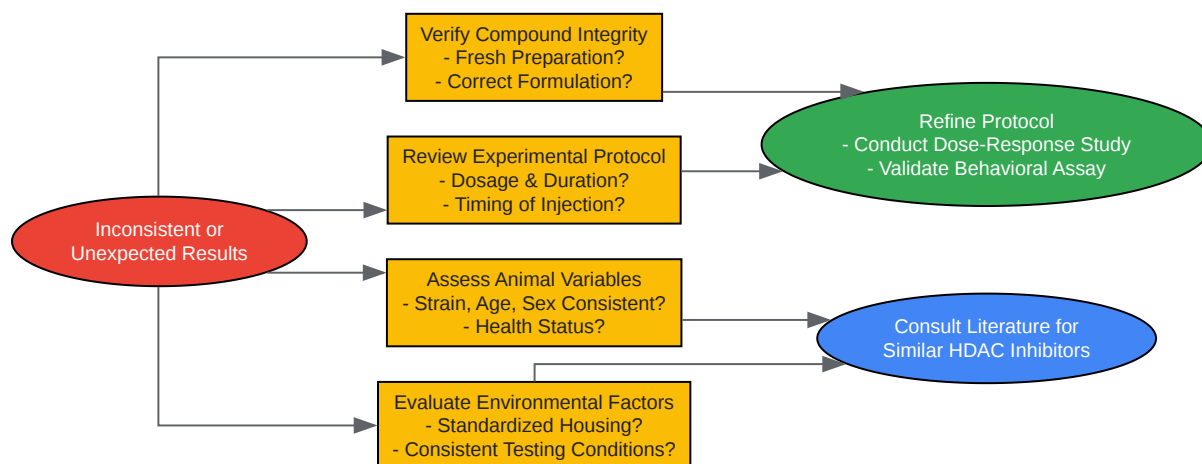 Inconsistent or
Unexpected Results
Verify Compound Integrity
- Fresh Preparation?
- Correct Formulation?
Review Experimental Protocol
- Dosage & Duration?
- Timing of Injection?
Assess Animal Variables
- Strain, Age, Sex Consistent?
- Health Status?
Evaluate Environmental Factors
- Standardized Housing?
- Consistent Testing Conditions?
Refine Protocol
- Conduct Dose-Response Study
- Validate Behavioral Assay
Consult Literature for
Similar HDAC Inhibitors